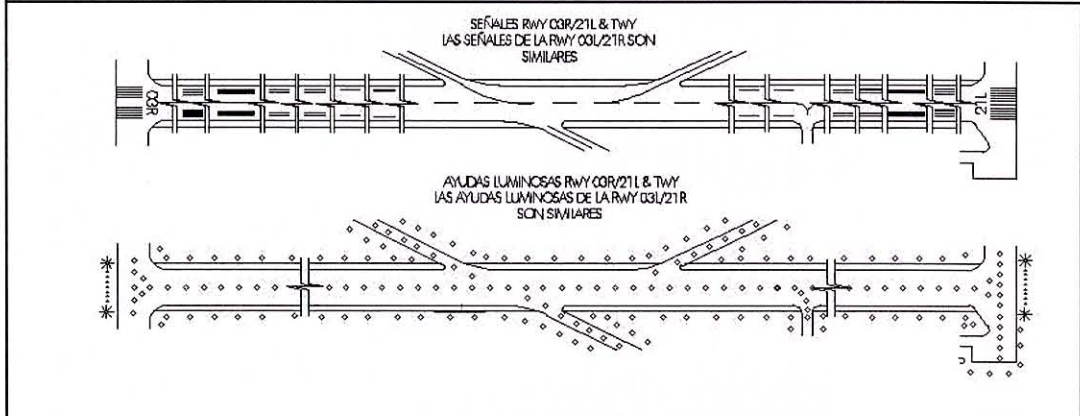 SEÑALES RWY 03R/21L & TWY
LAS SEÑALES DE LA RWY 03L/21R SON
SIMILARES
03R
21L
AYUDAS LUMINOSAS RWY 03R/21L & TWY
LAS AYUDAS LUMINOSAS DE LA RWY 03L/21R
SON SIMILARES